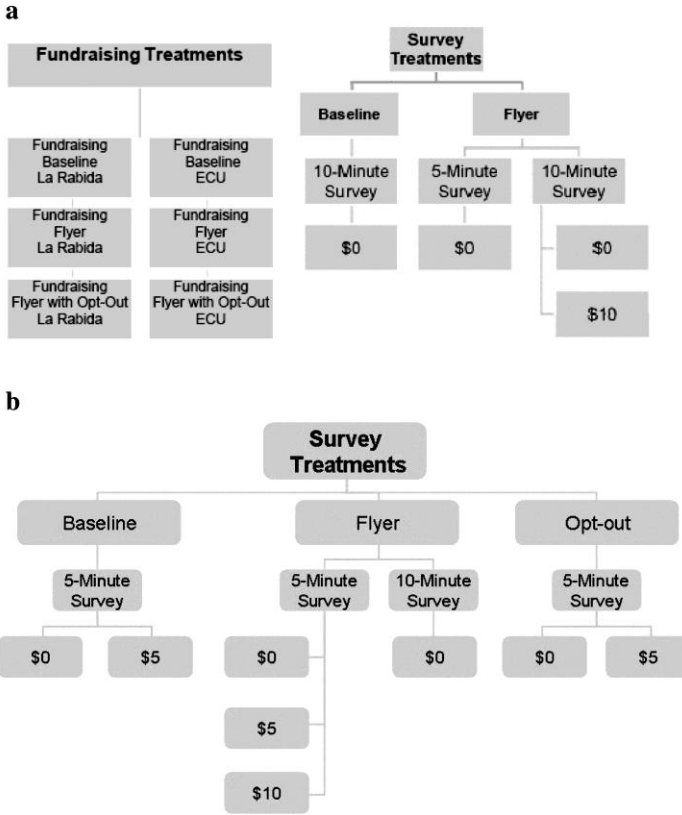 a
Fundraising Treatments
Fundraising
Baseline
La Rabida
Fundraising
Baseline
ECU
Fundraising
Flyer
La Rabida
Fundraising
Flyer
ECU
Fundraising
Flyer with Opt-Out
La Rabida
Fundraising
Flyer with Opt-Out
ECU
Survey
Treatments
Baseline
Flyer
10-Minute
Survey
5-Minute
Survey
10-Minute
Survey
$0
$0
$0
$10
b
Survey
Treatments
Baseline
Flyer
Opt-out
5-Minute
Survey
5-Minute
Survey
10-Minute
Survey
5-Minute
Survey
$0
$5
$0
$0
$0
$5
$5
$10